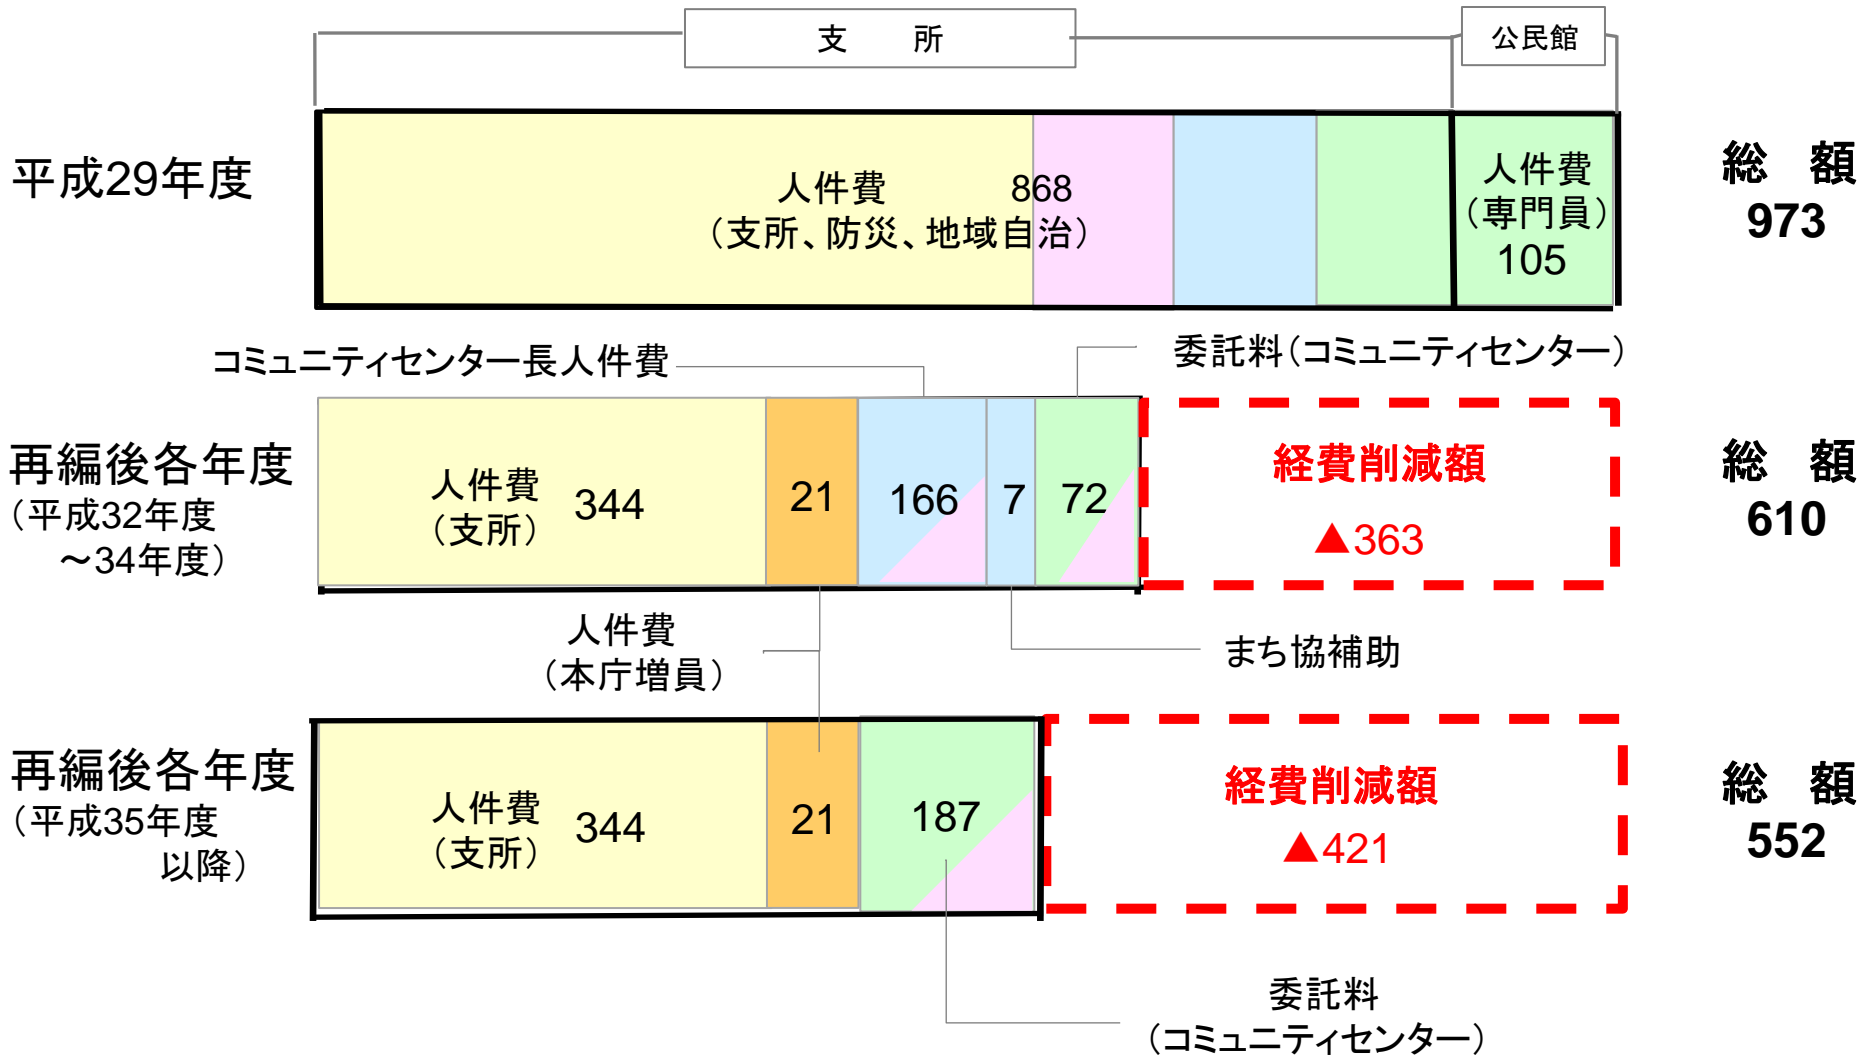 支　所
公民館
平成29年度
人件費　868
（支所、防災、地域自治）
人件費
（専門員）
105
総　額
973
コミュニティセンター長人件費
委託料（コミュニティセンター）
再編後各年度
（平成32年度
～34年度）
人件費
（支所）
344
21
166
7
72
経費削減額
▲363
総　額
610
人件費
（本庁増員）
まち協補助
再編後各年度
（平成35年度
以降）
人件費
（支所）
344
21
187
経費削減額
▲421
総　額
552
委託料
（コミュニティセンター）